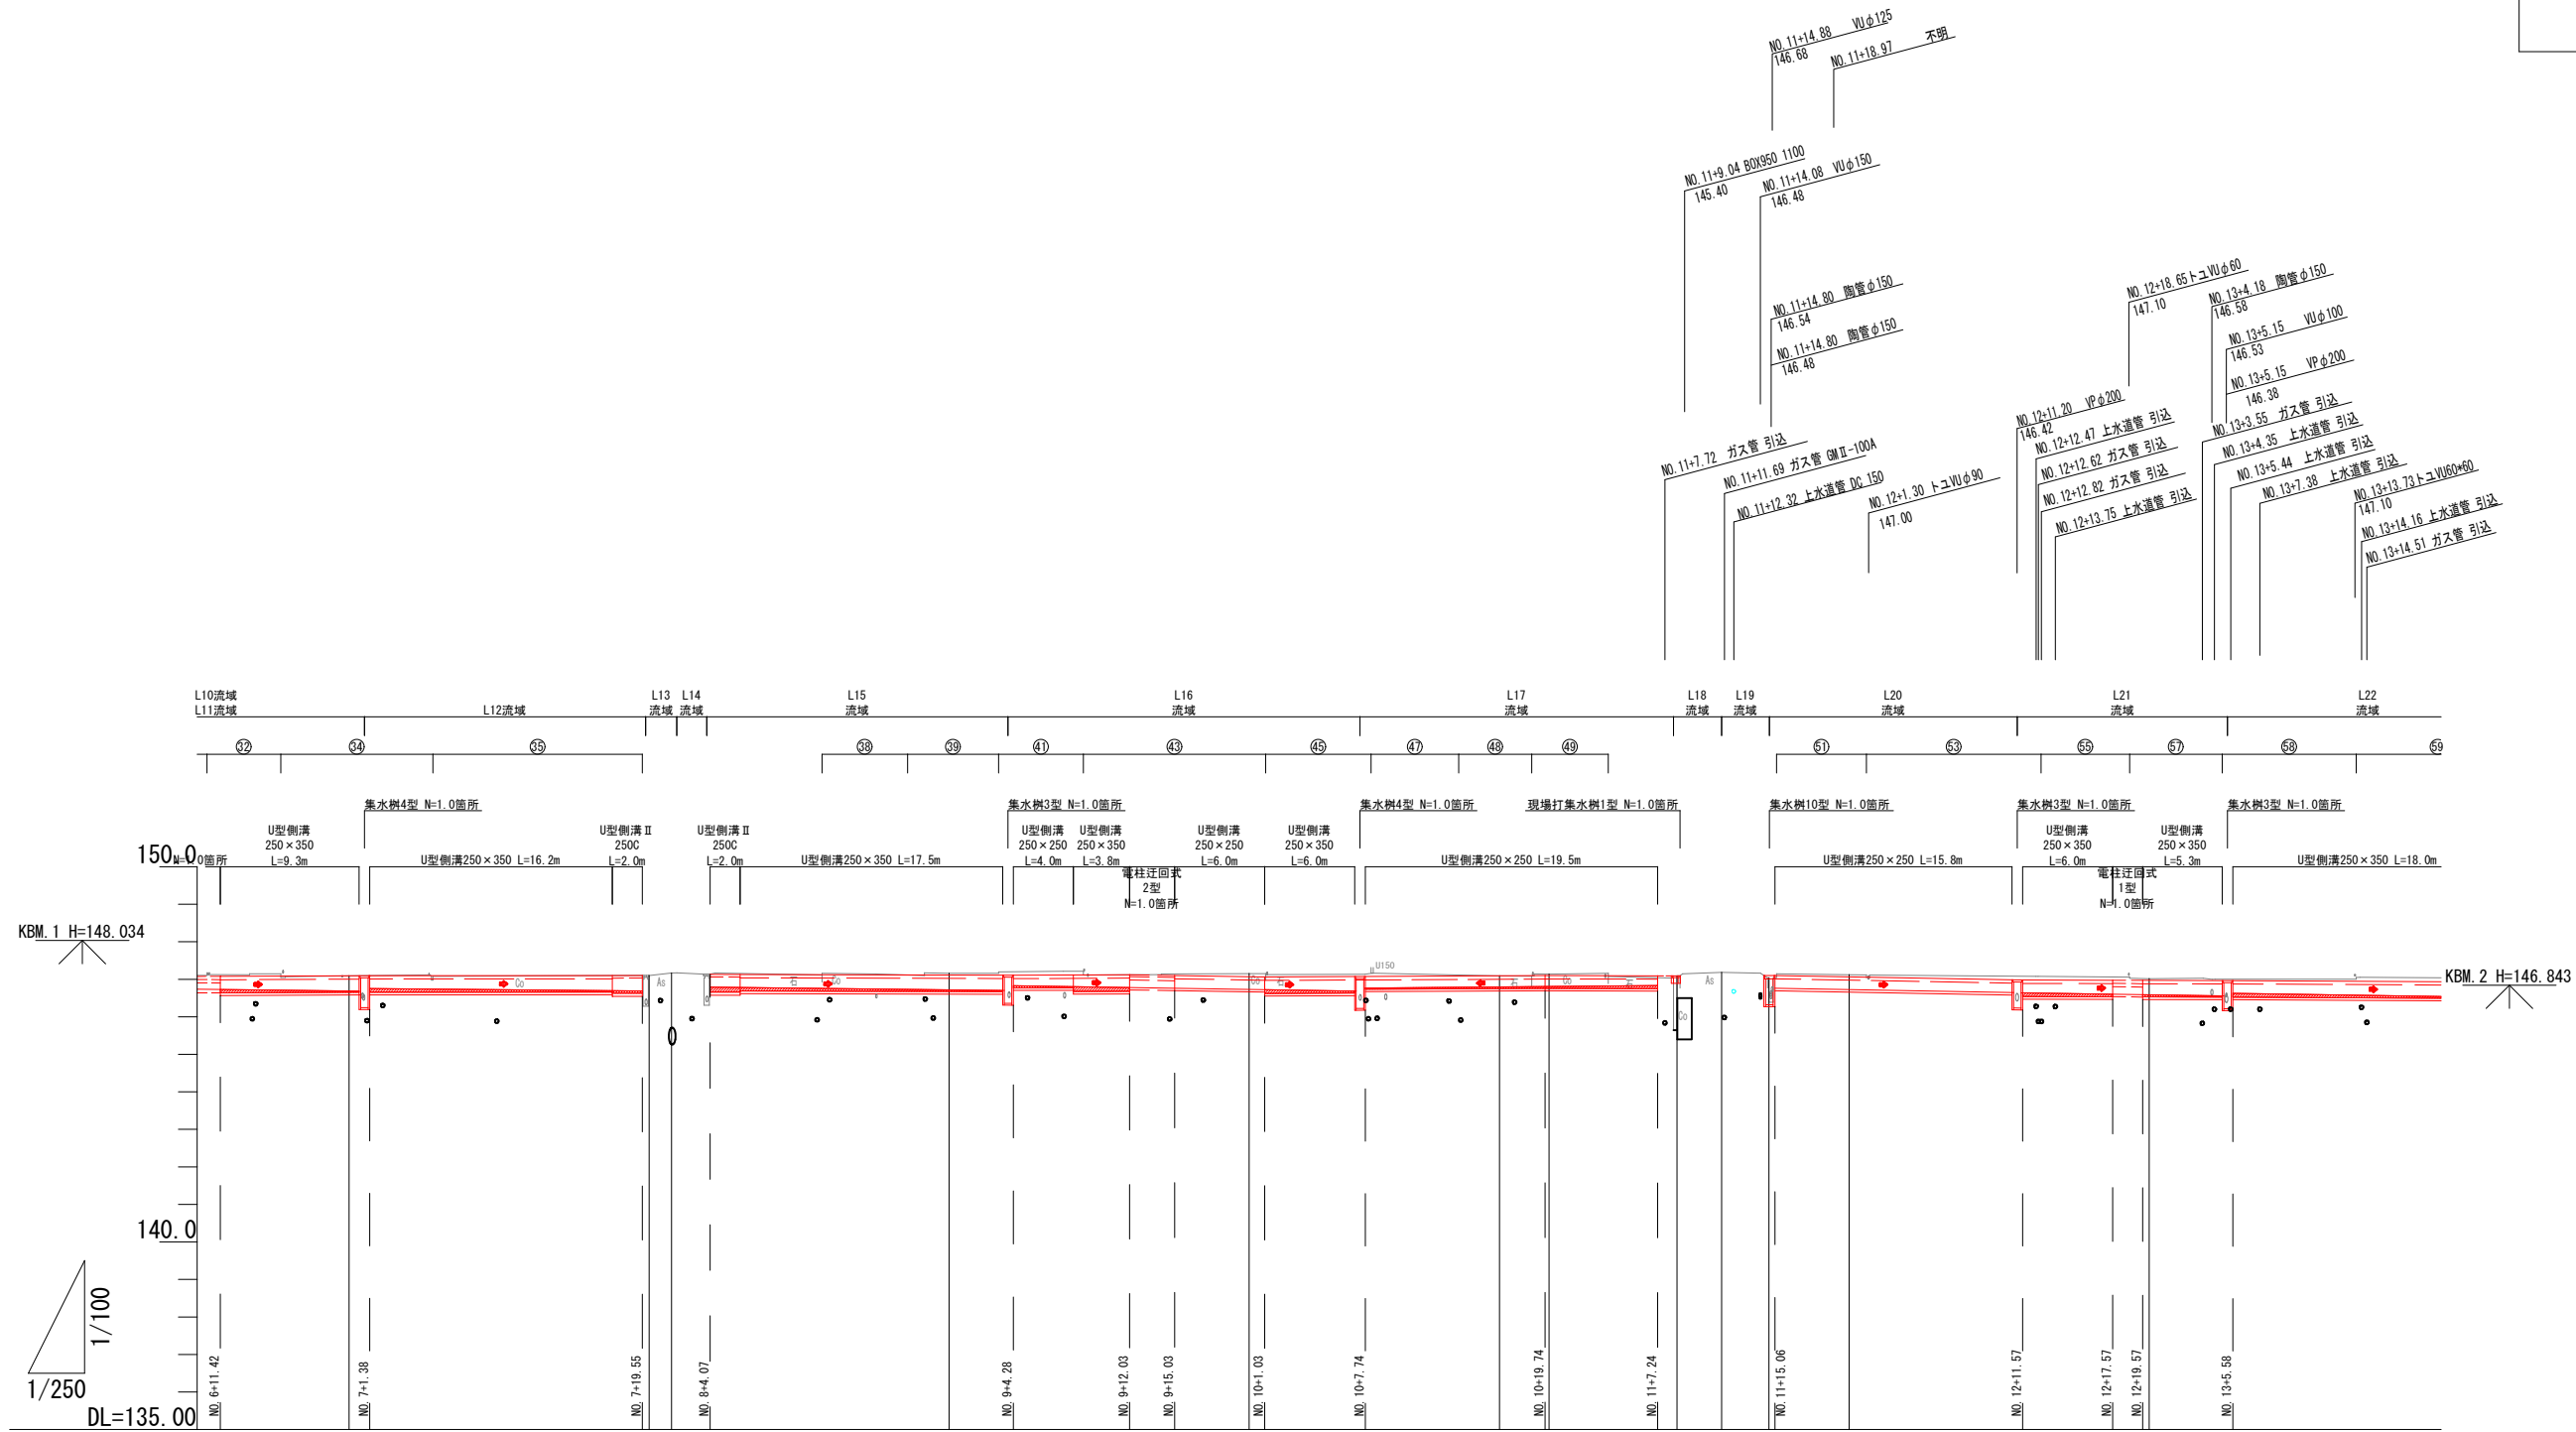 NO.11+14.88 VUφ125
146.68
NO.11+18.97 不明
NO.11+9.04 BOX950 1100
145.40
NO.11+14.08 VUφ150
146.48
NO.11+14.80 陶管φ150
146.54
NO.11+14.80 陶管φ150
146.48
NO.12+18.65トユVUφ60
147.10
NO.13+4.18 陶管φ150
146.58
NO.13+5.15 VUφ100
146.53
NO.13+5.15 VPφ200
146.38
NO.11+7.72 ガス管 引込
NO.11+11.69 ガス管 GMⅡ-100A
NO.11+12.32 上水道管 DC 150
NO.12+1.30 トユVUφ90
147.00
NO.12+11.20 VPφ200
146.42
NO.12+12.47 上水道管 引込
NO.12+12.62 ガス管 引込
NO.12+12.82 ガス管 引込
NO.12+13.75 上水道管 引込
NO.13+3.55 ガス管 引込
NO.13+4.35 上水道管 引込
NO.13+5.44 上水道管 引込
NO.13+7.38 上水道管 引込
NO.13+13.73トユVU60*60
147.10
NO.13+14.16 上水道管 引込
NO.13+14.51 ガス管 引込
L10流域
L11流域
L12流域
L13
流域
L14
流域
L15
流域
L16
流域
L17
流域
L18
流域
L19
流域
L20
流域
L21
流域
L22
流域
㉜ ㉞ ㉟ ㊳ ㊴ ㊶ ㊸ ㊺ ㊼ ㊽ ㊾ 51 53 55 57 58 59
集水桝4型 N=1.0箇所
集水桝3型 N=1.0箇所
集水桝4型 N=1.0箇所
現場打集水桝1型 N=1.0箇所
集水桝10型 N=1.0箇所
集水桝3型 N=1.0箇所
集水桝3型 N=1.0箇所
N=1.0箇所
U型側溝
250×350
L=9.3m
U型側溝250×350 L=16.2m
U型側溝Ⅱ
250C
L=2.0m
U型側溝Ⅱ
250C
L=2.0m
U型側溝250×350 L=17.5m
U型側溝
250×250
L=4.0m
U型側溝
250×350
L=3.8m
電柱迂回式
2型
N=1.0箇所
U型側溝
250×250
L=6.0m
U型側溝
250×350
L=6.0m
U型側溝250×250 L=19.5m
U型側溝250×250 L=15.8m
U型側溝
250×350
L=6.0m
電柱迂回式
1型
N=1.0箇所
U型側溝
250×350
L=5.3m
U型側溝250×350 L=18.0m
150.0
KBM.1 H=148.034
KBM.2 H=146.843
Co
As
Co
Co
U150
Co
Co
As
140.0
1/100
1/250
DL=135.00
NO.6+11.42
NO.7+1.38
NO.7+19.55
NO.8+4.07
NO.9+4.28
NO.9+12.03
NO.9+15.03
NO.10+1.03
NO.10+7.74
NO.10+19.74
NO.11+7.24
NO.11+15.06
NO.12+11.57
NO.12+17.57
NO.12+19.57
NO.13+5.58